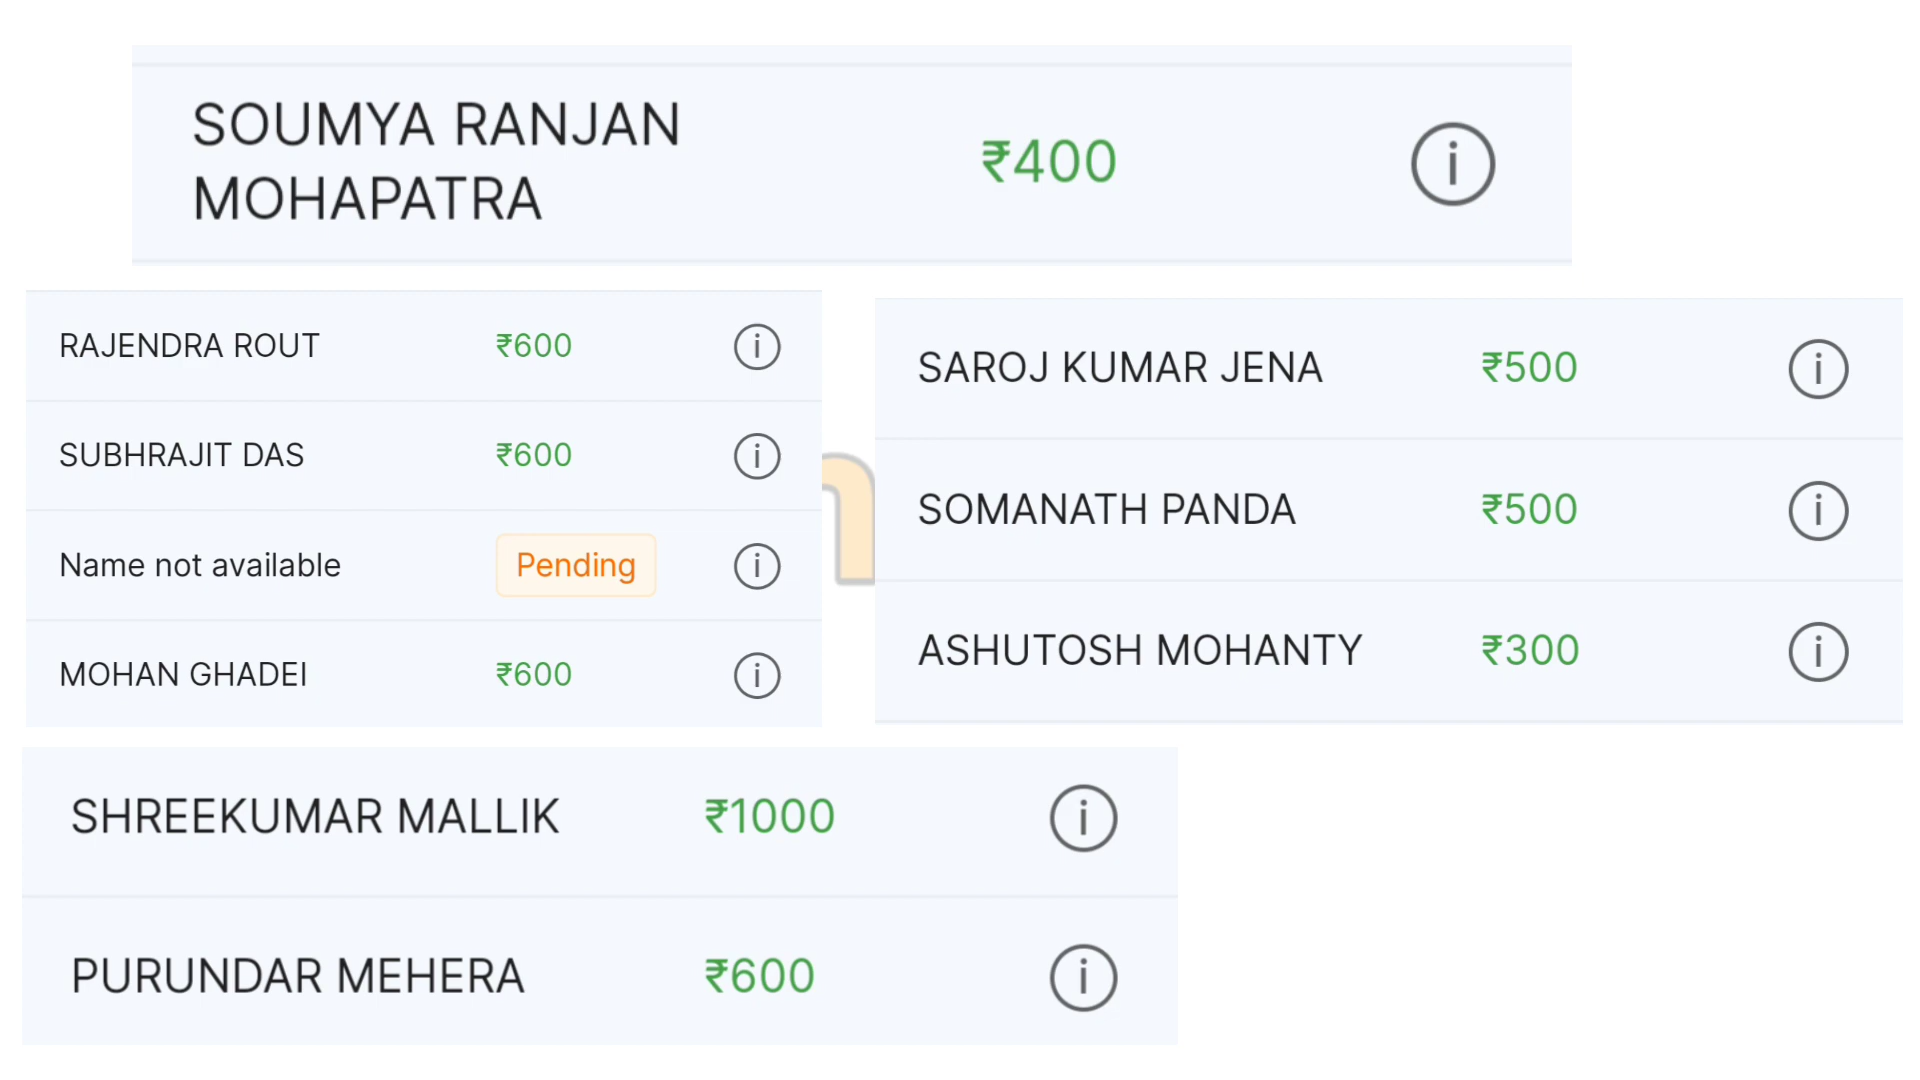 SOUMYA RANJAN
MOHAPATRA
₹400
RAJENDRA ROUT ₹600
SUBHRAJIT DAS ₹600
Name not available Pending
MOHAN GHADEI ₹600
SAROJ KUMAR JENA ₹500
SOMANATH PANDA ₹500
ASHUTOSH MOHANTY ₹300
SHREEKUMAR MALLIK ₹1000
PURUNDAR MEHERA ₹600